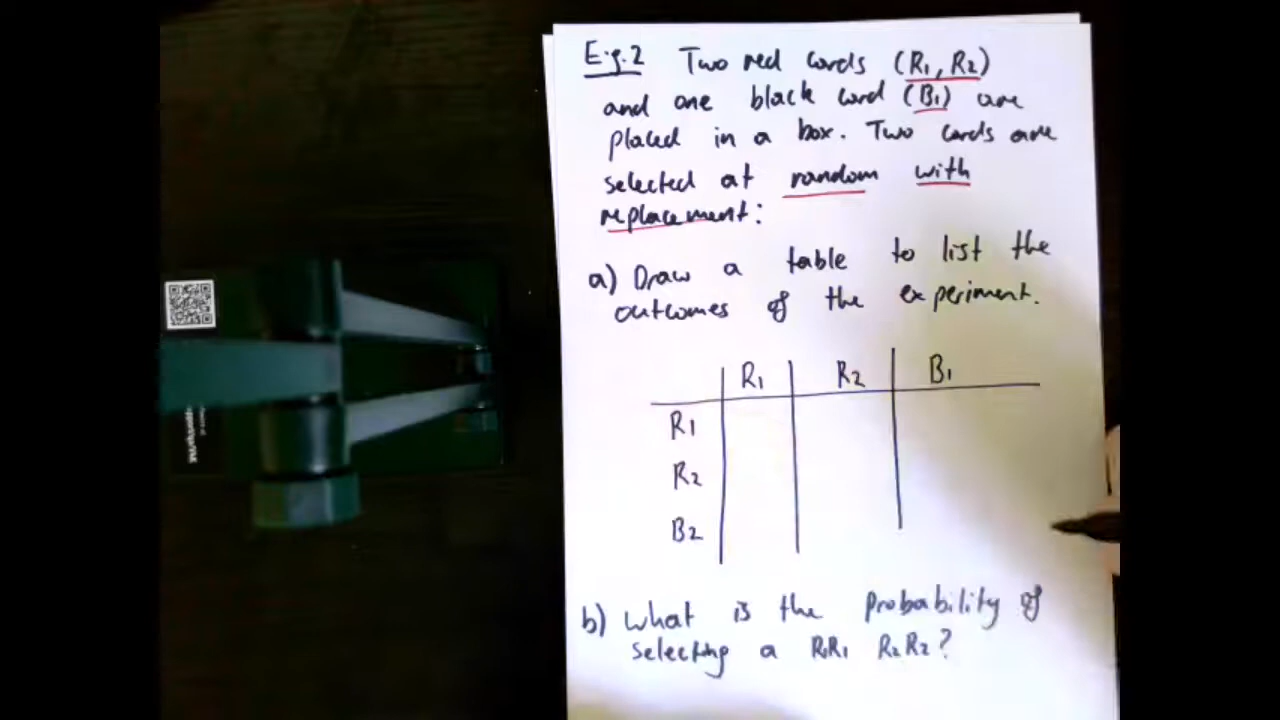 E.g.2 Two red cards (R1, R2)
and one black card (B1) are
placed in a box. Two cards are
selected at random with
replacement:
a) Draw a table to list the
outcomes of the experiment.
R1 R2 B1
R1
R2
B2
b) What is the probability of
selecting a R1R1 R2R2?